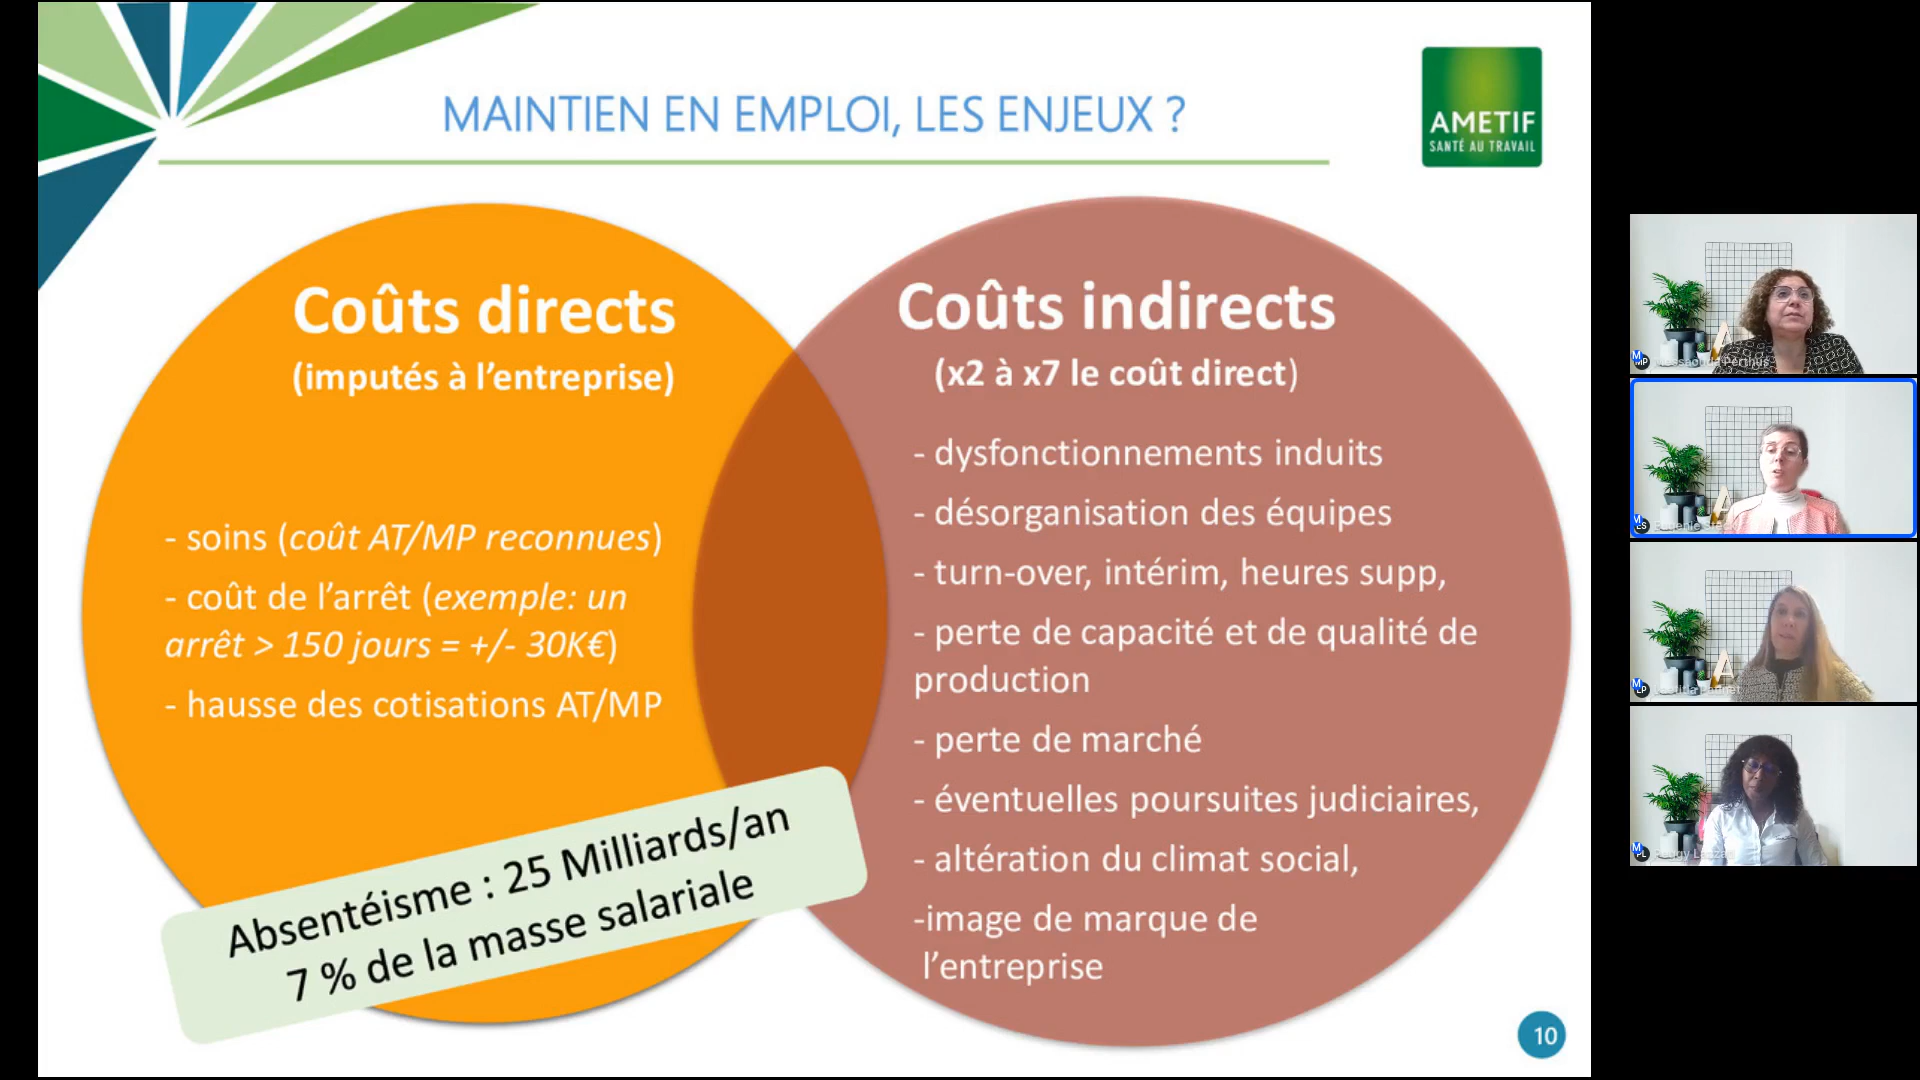 MAINTIEN EN EMPLOI, LES ENJEUX ?
AMETIF
SANTÉ AU TRAVAIL
Coûts directs
(imputés à l’entreprise)
- soins (coût AT/MP reconnues)
- coût de l’arrêt (exemple: un
arrêt > 150 jours = +/- 30K€)
- hausse des cotisations AT/MP
Coûts indirects
(x2 à x7 le coût direct)
- dysfonctionnements induits
- désorganisation des équipes
- turn-over, intérim, heures supp,
- perte de capacité et de qualité de
production
- perte de marché
- éventuelles poursuites judiciaires,
- altération du climat social,
-image de marque de
l’entreprise
Absentéisme : 25 Milliards/an
7 % de la masse salariale
10